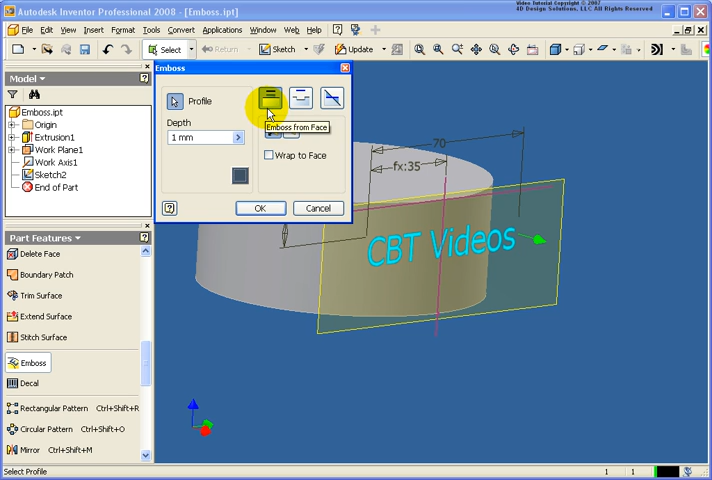 Video Tutorial Copyright ©2007
4D Design Solutions, LLC All Rights Reserved
Autodesk Inventor Professional 2008 - [Emboss.ipt]
File Edit View Insert Format Tools Convert Applications Window Web Help
Select
Return
Sketch
Update
Model
Emboss.ipt
Origin
Extrusion1
Work Plane1
Work Axis1
Sketch2
End of Part
Emboss
Profile
Depth
1 mm
Emboss from Face
Wrap to Face
OK
Cancel
70
fx:35
CBT Videos
Part Features
Delete Face
Boundary Patch
Trim Surface
Extend Surface
Stitch Surface
Emboss
Decal
Rectangular Pattern Ctrl+Shift+R
Circular Pattern Ctrl+Shift+O
Mirror Ctrl+Shift+M
Select Profile
1 1